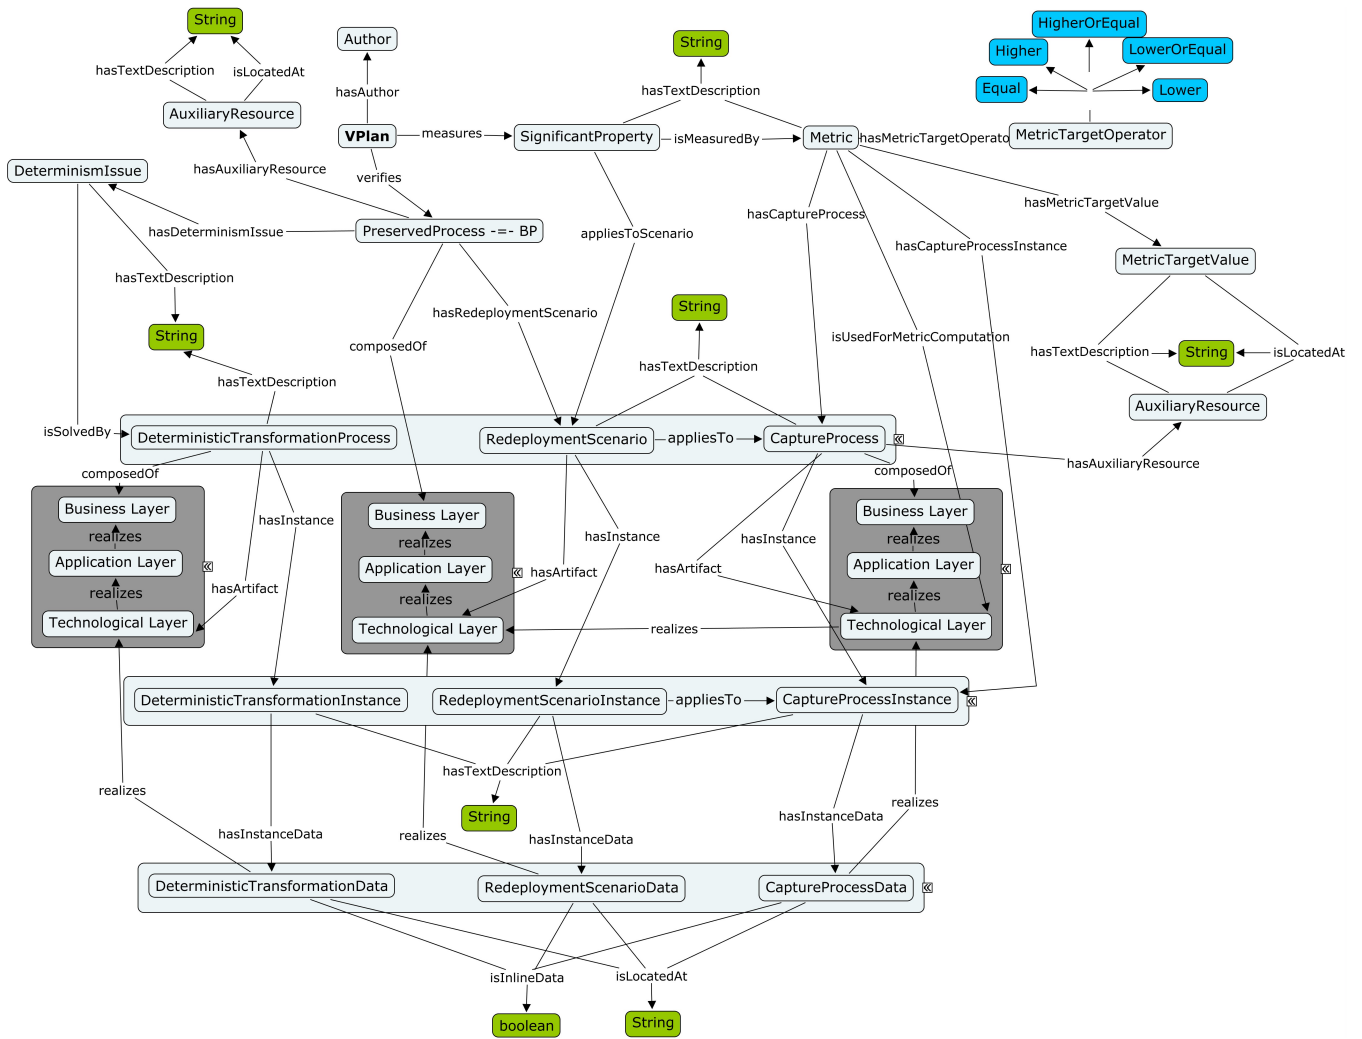 String
Author
String
HigherOrEqual
Higher
LowerOrEqual
hasTextDescription
isLocatedAt
hasAuthor
hasTextDescription
Equal
Lower
AuxiliaryResource
VPlan
measures
SignificantProperty
isMeasuredBy
Metric
hasMetricTargetOperato
MetricTargetOperator
DeterminismIssue
hasAuxiliaryResource
verifies
hasMetricTargetValue
hasCaptureProcess
hasDeterminismIssue
PreservedProcess -=- BP
appliesToScenario
hasCaptureProcessInstance
MetricTargetValue
hasTextDescription
String
hasRedeploymentScenario
String
isUsedForMetricComputation
composedOf
hasTextDescription
String
isLocatedAt
hasTextDescription
hasTextDescription
AuxiliaryResource
isSolvedBy
DeterministicTransformationProcess
RedeploymentScenario
appliesTo
CaptureProcess
hasAuxiliaryResource
composedOf
composedOf
Business Layer
Business Layer
Business Layer
hasInstance
realizes
realizes
realizes
hasInstance
hasInstance
Application Layer
Application Layer
Application Layer
hasArtifact
hasArtifact
hasArtifact
realizes
realizes
realizes
Technological Layer
Technological Layer
realizes
Technological Layer
DeterministicTransformationInstance
RedeploymentScenarioInstance
appliesTo
CaptureProcessInstance
hasTextDescription
realizes
String
realizes
hasInstanceData
hasInstanceData
realizes
hasInstanceData
DeterministicTransformationData
RedeploymentScenarioData
CaptureProcessData
isInlineData
isLocatedAt
boolean
String